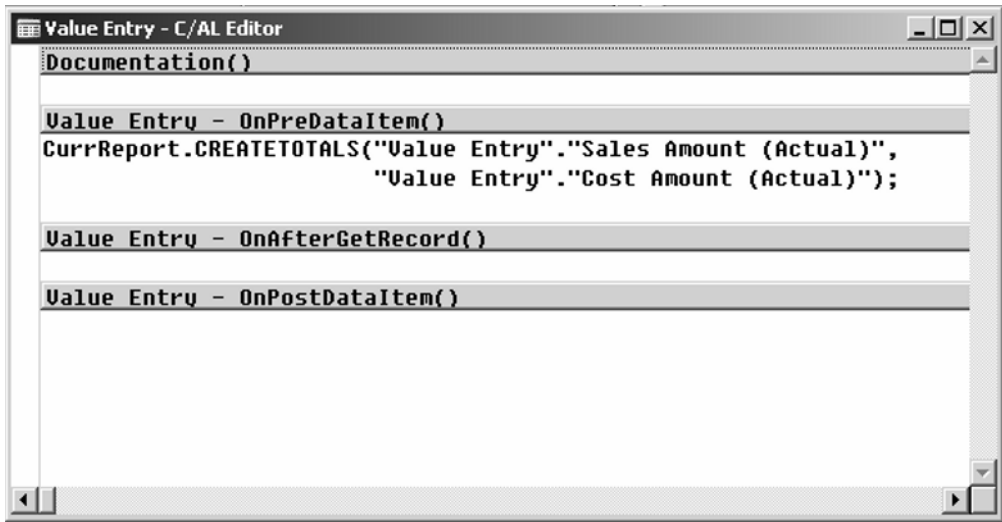 Value Entry - C/AL Editor
Documentation()
Value Entry - OnPreDataItem()
CurrReport.CREATETOTALS("Value Entry"."Sales Amount (Actual)",
"Value Entry"."Cost Amount (Actual)");
Value Entry - OnAfterGetRecord()
Value Entry - OnPostDataItem()